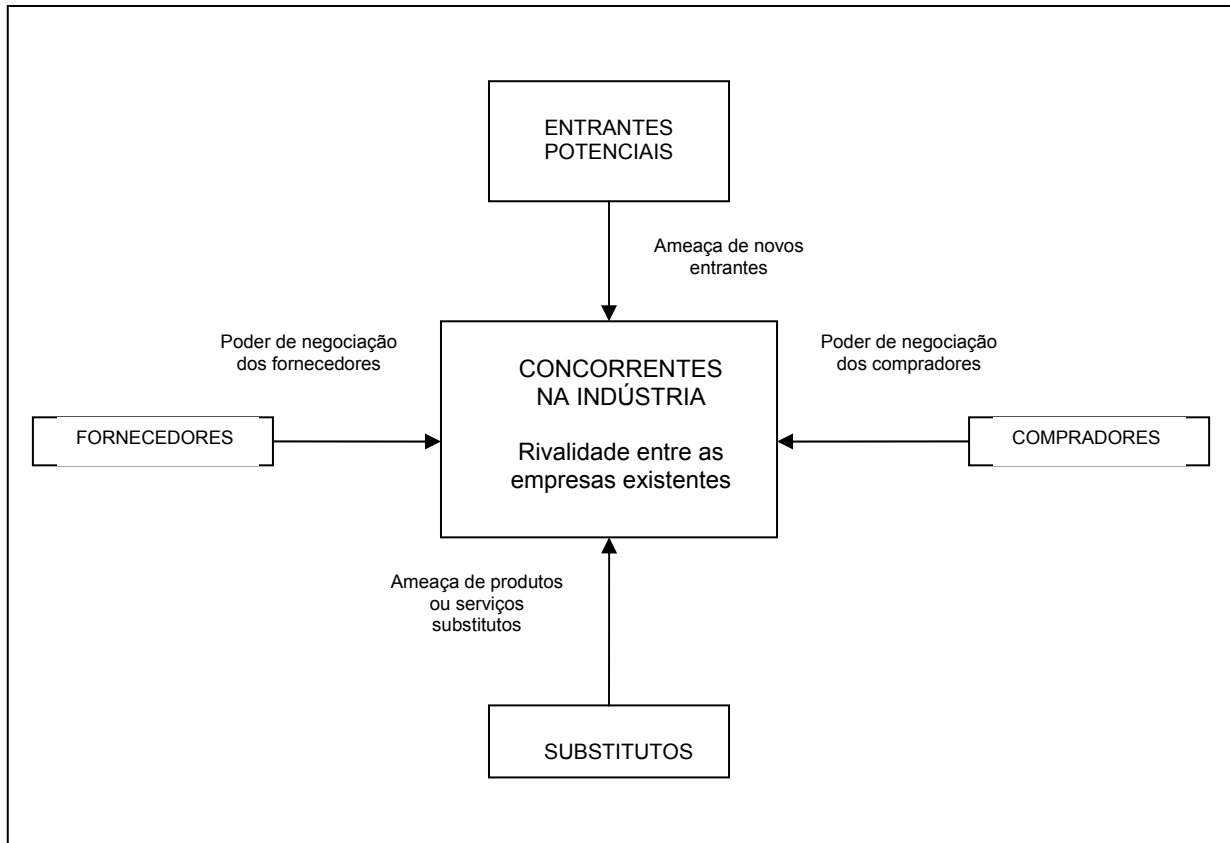 ENTRANTES
POTENCIAIS
Ameaça de novos
entrantes
Poder de negociação
dos fornecedores
Poder de negociação
dos compradores
CONCORRENTES
NA INDÚSTRIA
Rivalidade entre as
empresas existentes
FORNECEDORES
COMPRADORES
Ameaça de produtos
ou serviços
substitutos
SUBSTITUTOS